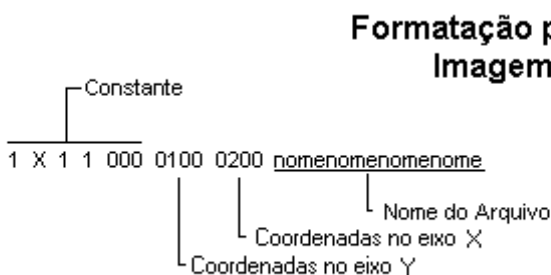 Formatação p
Imagem
Constante
1 X 1 1 000 0100 0200 nomenomenomenome
Nome do Arquivo
Coordenadas no eixo X
Coordenadas no eixo Y